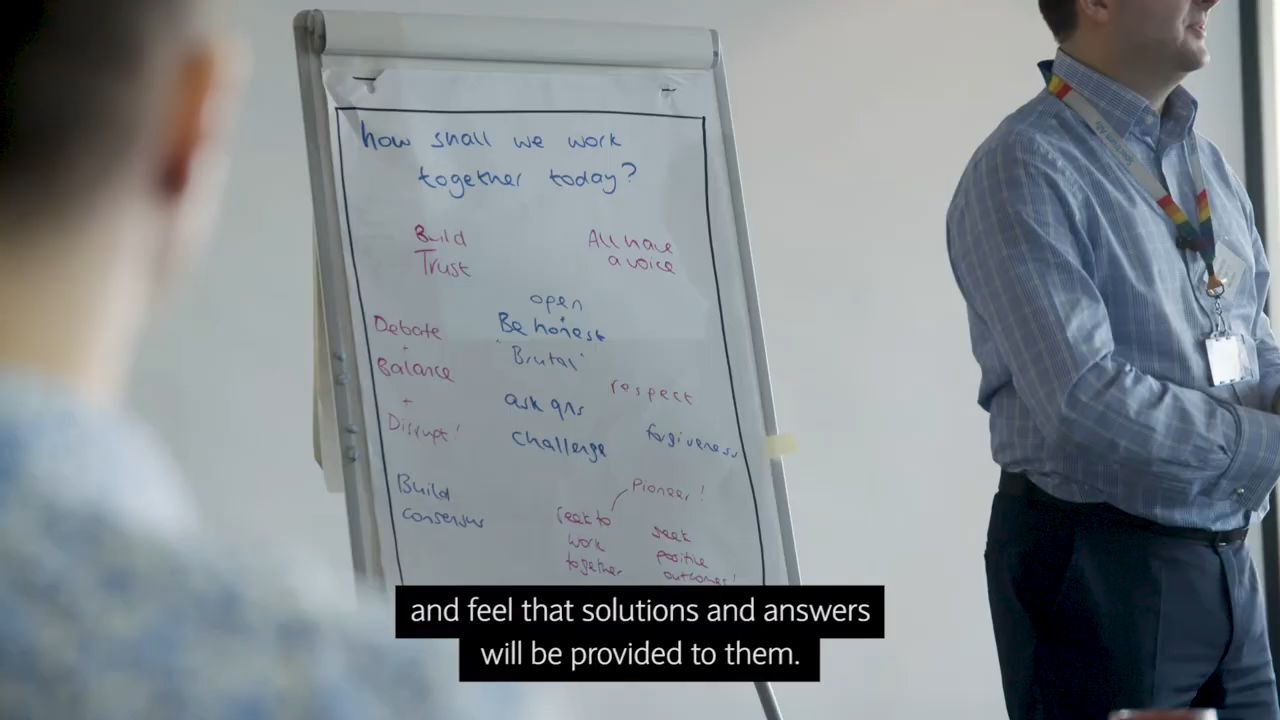 how shall we work
together today?
Build
Trust
All have
a voice
open
+
Be honest
'Brutal'
Debate
+
Balance
+
Disrupt!
respect
ask qns
challenge
forgiveness
Build
consensus
Pioneer!
seek to
work
together
seek
positive
outcomes!
and feel that solutions and answers
will be provided to them.